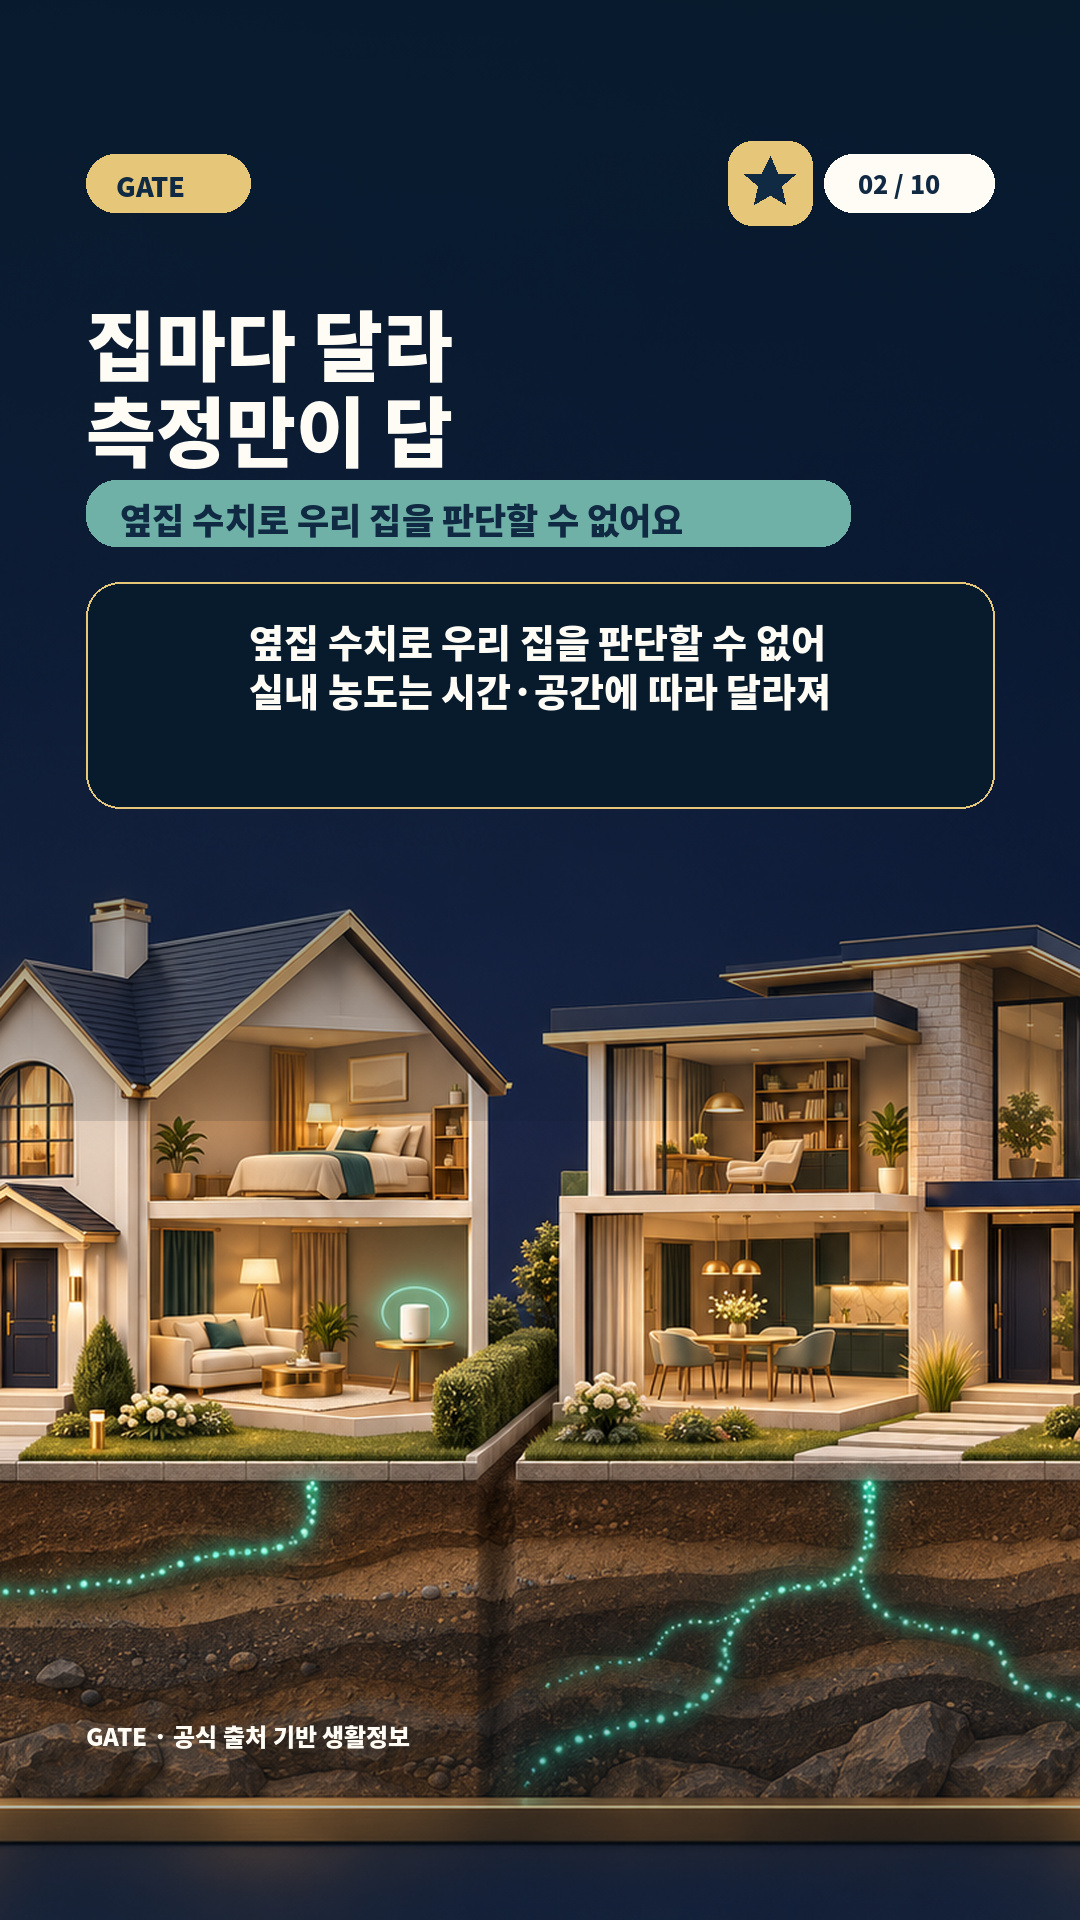 GATE
02 / 10
집마다 달라
측정만이 답
옆집 수치로 우리 집을 판단할 수 없어요
옆집 수치로 우리 집을 판단할 수 없어
실내 농도는 시간·공간에 따라 달라져
GATE · 공식 출처 기반 생활정보